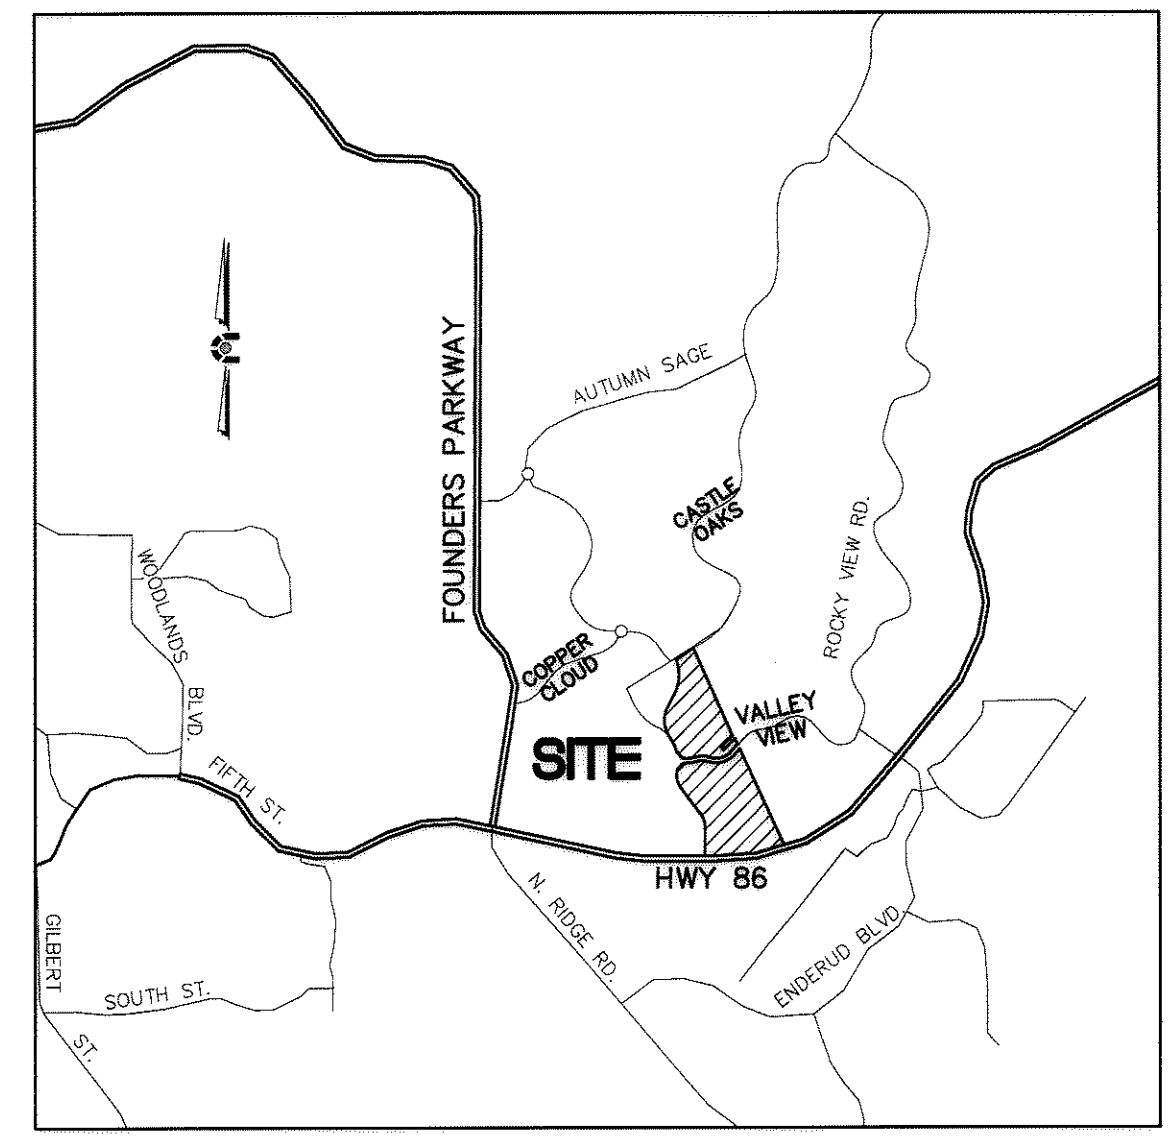 AUTUMN SAGE
FOUNDERS PARKWAY
CASTLE
OAKS
ROCKY VIEW RD.
WOODLANDS
BLVD.
COPPER
CLOUD
VALLEY
VIEW
SITE
FIFTH ST.
HWY 86
N. RIDGE RD.
ENDERUD BLVD.
GILBERT
ST.
SOUTH ST.